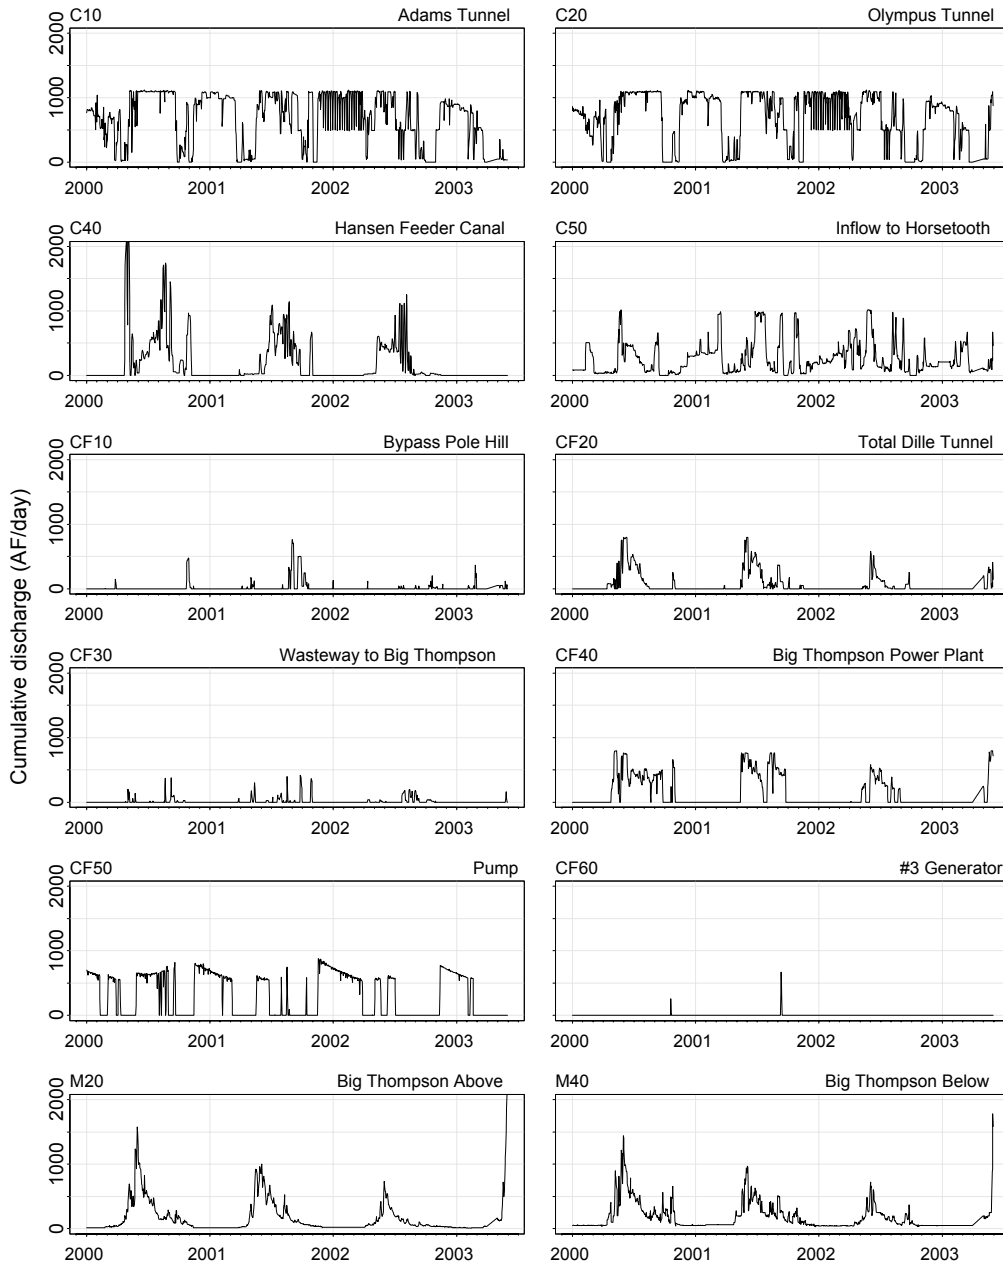 C10 Adams Tunnel
C20 Olympus Tunnel
0 1000 2000
2000 2001 2002 2003
2000 2001 2002 2003
C40 Hansen Feeder Canal
C50 Inflow to Horsetooth
0 1000 2000
2000 2001 2002 2003
2000 2001 2002 2003
CF10 Bypass Pole Hill
CF20 Total Dille Tunnel
0 1000 2000
2000 2001 2002 2003
2000 2001 2002 2003
Cumulative discharge (AF/day)
CF30 Wasteway to Big Thompson
CF40 Big Thompson Power Plant
0 1000 2000
2000 2001 2002 2003
2000 2001 2002 2003
CF50 Pump
CF60 #3 Generator
0 1000 2000
2000 2001 2002 2003
2000 2001 2002 2003
M20 Big Thompson Above
M40 Big Thompson Below
0 1000 2000
2000 2001 2002 2003
2000 2001 2002 2003